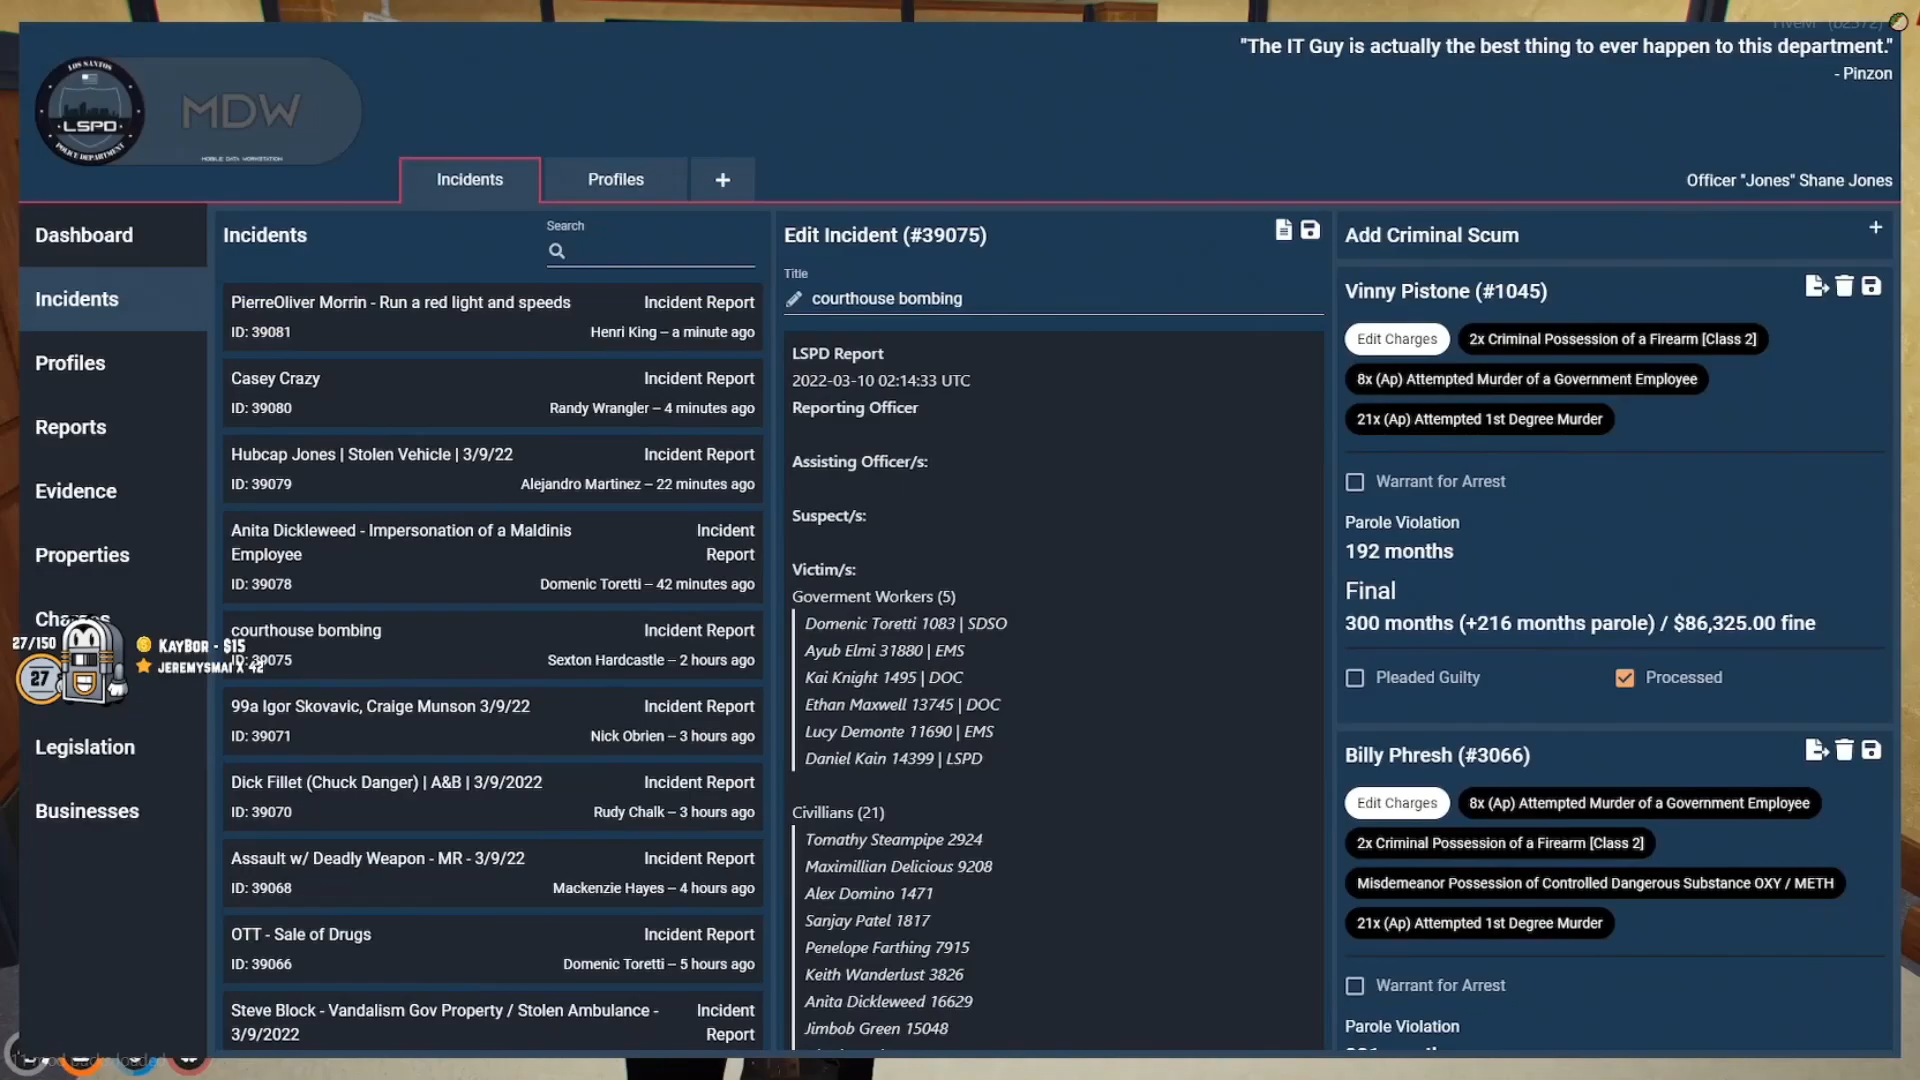 "The IT Guy is actually the best thing to ever happen to this department."
- Pinzon
LOS SANTOS
LSPD
POLICE DEPARTMENT
MDW
MOBILE DATA WORKSTATION
Incidents
Profiles
+
Officer "Jones" Shane Jones
Dashboard
Incidents
Profiles
Reports
Evidence
Properties
Charges
Legislation
Businesses
27/150
27
KAYBOR - $15
JEREMYSMAI X 42
Incidents
Search
PierreOliver Morrin - Run a red light and speeds Incident Report
ID: 39081 Henri King – a minute ago
Casey Crazy Incident Report
ID: 39080 Randy Wrangler – 4 minutes ago
Hubcap Jones | Stolen Vehicle | 3/9/22 Incident Report
ID: 39079 Alejandro Martinez – 22 minutes ago
Anita Dickleweed - Impersonation of a Maldinis Incident
Employee Report
ID: 39078 Domenic Toretti – 42 minutes ago
courthouse bombing Incident Report
ID: 39075 Sexton Hardcastle – 2 hours ago
99a Igor Skovavic, Craige Munson 3/9/22 Incident Report
ID: 39071 Nick Obrien – 3 hours ago
Dick Fillet (Chuck Danger) | A&B | 3/9/2022 Incident Report
ID: 39070 Rudy Chalk – 3 hours ago
Assault w/ Deadly Weapon - MR - 3/9/22 Incident Report
ID: 39068 Mackenzie Hayes – 4 hours ago
OTT - Sale of Drugs Incident Report
ID: 39066 Domenic Toretti – 5 hours ago
Steve Block - Vandalism Gov Property / Stolen Ambulance - Incident
3/9/2022 Report
Edit Incident (#39075)
Title
courthouse bombing
LSPD Report
2022-03-10 02:14:33 UTC
Reporting Officer
Assisting Officer/s:
Suspect/s:
Victim/s:
Goverment Workers (5)
Domenic Toretti 1083 | SDSO
Ayub Elmi 31880 | EMS
Kai Knight 1495 | DOC
Ethan Maxwell 13745 | DOC
Lucy Demonte 11690 | EMS
Daniel Kain 14399 | LSPD
Civillians (21)
Tomathy Steampipe 2924
Maximillian Delicious 9208
Alex Domino 1471
Sanjay Patel 1817
Penelope Farthing 7915
Keith Wanderlust 3826
Anita Dickleweed 16629
Jimbob Green 15048
Add Criminal Scum
+
Vinny Pistone (#1045)
Edit Charges 2x Criminal Possession of a Firearm [Class 2]
8x (Ap) Attempted Murder of a Government Employee
21x (Ap) Attempted 1st Degree Murder
Warrant for Arrest
Parole Violation
192 months
Final
300 months (+216 months parole) / $86,325.00 fine
Pleaded Guilty Processed
Billy Phresh (#3066)
Edit Charges 8x (Ap) Attempted Murder of a Government Employee
2x Criminal Possession of a Firearm [Class 2]
Misdemeanor Possession of Controlled Dangerous Substance OXY / METH
21x (Ap) Attempted 1st Degree Murder
Warrant for Arrest
Parole Violation